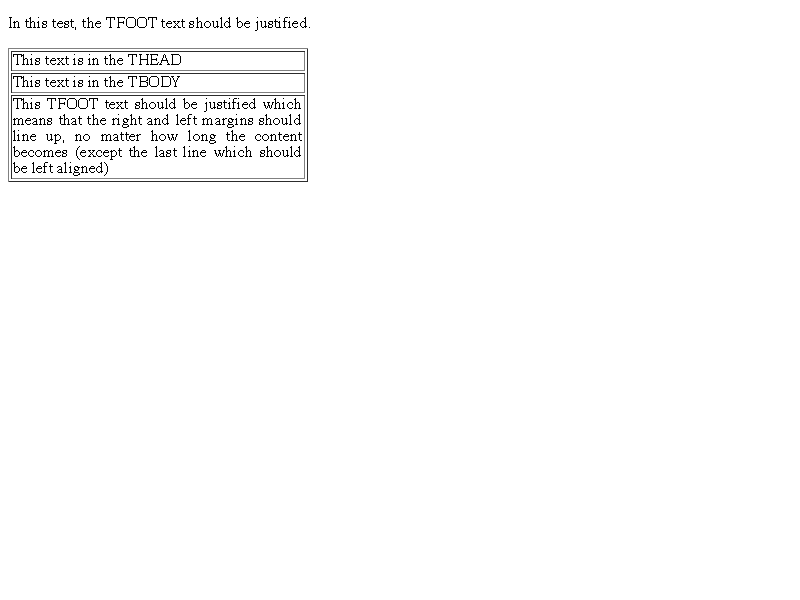 In this test, the TFOOT text should be justified.
This text is in the THEAD
This text is in the TBODY
This TFOOT text should be justified which
means that the right and left margins should
line up, no matter how long the content
becomes (except the last line which should
be left aligned)